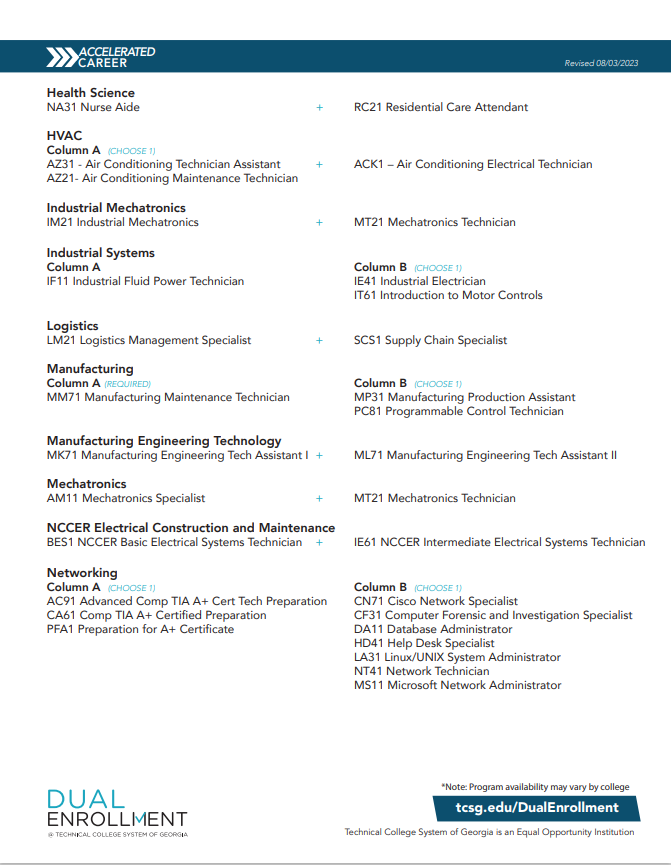 ACCELERATED
CAREER
Revised 08/03/2023
Health Science
NA31 Nurse Aide + RC21 Residential Care Attendant
HVAC
Column A (CHOOSE 1)
AZ31 - Air Conditioning Technician Assistant + ACK1 – Air Conditioning Electrical Technician
AZ21- Air Conditioning Maintenance Technician
Industrial Mechatronics
IM21 Industrial Mechatronics + MT21 Mechatronics Technician
Industrial Systems
Column A Column B (CHOOSE 1)
IF11 Industrial Fluid Power Technician IE41 Industrial Electrician
IT61 Introduction to Motor Controls
Logistics
LM21 Logistics Management Specialist + SCS1 Supply Chain Specialist
Manufacturing
Column A (REQUIRED) Column B (CHOOSE 1)
MM71 Manufacturing Maintenance Technician MP31 Manufacturing Production Assistant
PC81 Programmable Control Technician
Manufacturing Engineering Technology
MK71 Manufacturing Engineering Tech Assistant I + ML71 Manufacturing Engineering Tech Assistant II
Mechatronics
AM11 Mechatronics Specialist + MT21 Mechatronics Technician
NCCER Electrical Construction and Maintenance
BES1 NCCER Basic Electrical Systems Technician + IE61 NCCER Intermediate Electrical Systems Technician
Networking
Column A (CHOOSE 1) Column B (CHOOSE 1)
AC91 Advanced Comp TIA A+ Cert Tech Preparation CN71 Cisco Network Specialist
CA61 Comp TIA A+ Certified Preparation CF31 Computer Forensic and Investigation Specialist
PFA1 Preparation for A+ Certificate DA11 Database Administrator
HD41 Help Desk Specialist
LA31 Linux/UNIX System Administrator
NT41 Network Technician
MS11 Microsoft Network Administrator
DUAL
ENROLLMENT
@ TECHNICAL COLLEGE SYSTEM OF GEORGIA
*Note: Program availability may vary by college
tcsg.edu/DualEnrollment
Technical College System of Georgia is an Equal Opportunity Institution